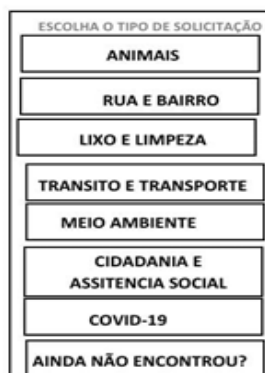 ESCOLHA O TIPO DE SOLICITAÇÃO
ANIMAIS
RUA E BAIRRO
LIXO E LIMPEZA
TRANSITO E TRANSPORTE
MEIO AMBIENTE
CIDADANIA E
ASSITENCIA SOCIAL
COVID-19
AINDA NÃO ENCONTROU?